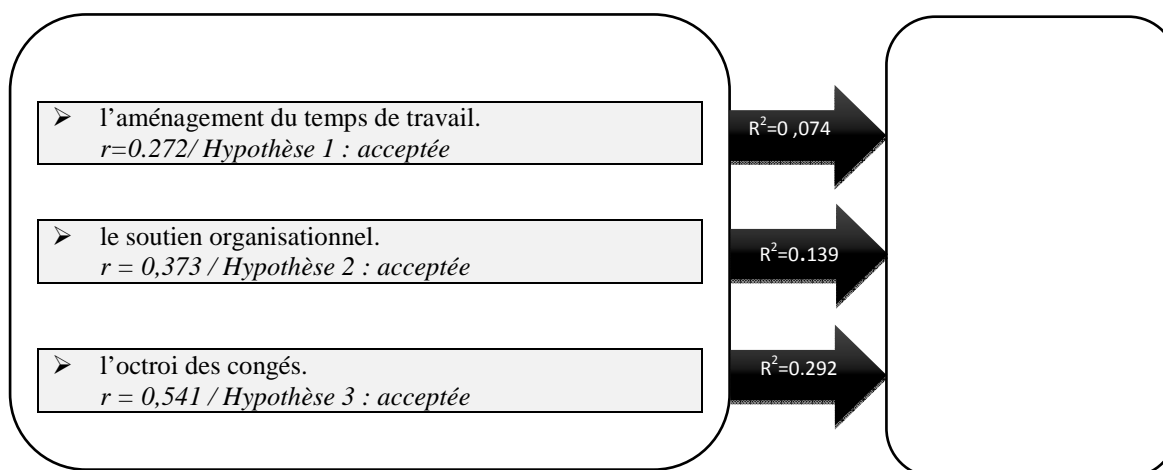 ➢ l’aménagement du temps de travail.
r=0.272/ Hypothèse 1 : acceptée
R²=0 ,074
➢ le soutien organisationnel.
r = 0,373 / Hypothèse 2 : acceptée
R²=0.139
➢ l’octroi des congés.
r = 0,541 / Hypothèse 3 : acceptée
R²=0.292